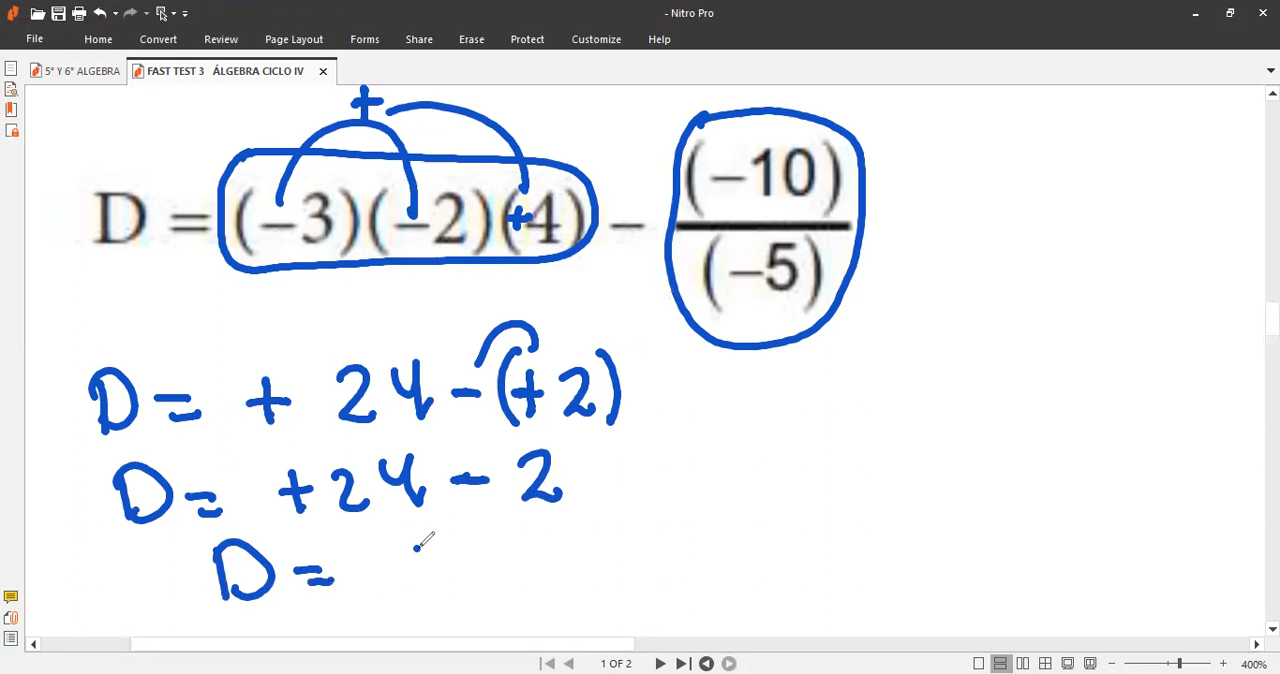 - Nitro Pro
File Home Convert Review Page Layout Forms Share Erase Protect Customize Help
5° Y 6° ALGEBRA FAST TEST 3 ÁLGEBRA CICLO IV
+
D = (−3)(−2)(+4) − (−10)/(−5)
D = + 24 − (+2)
D = +24 − 2
D =
1 OF 2 400%